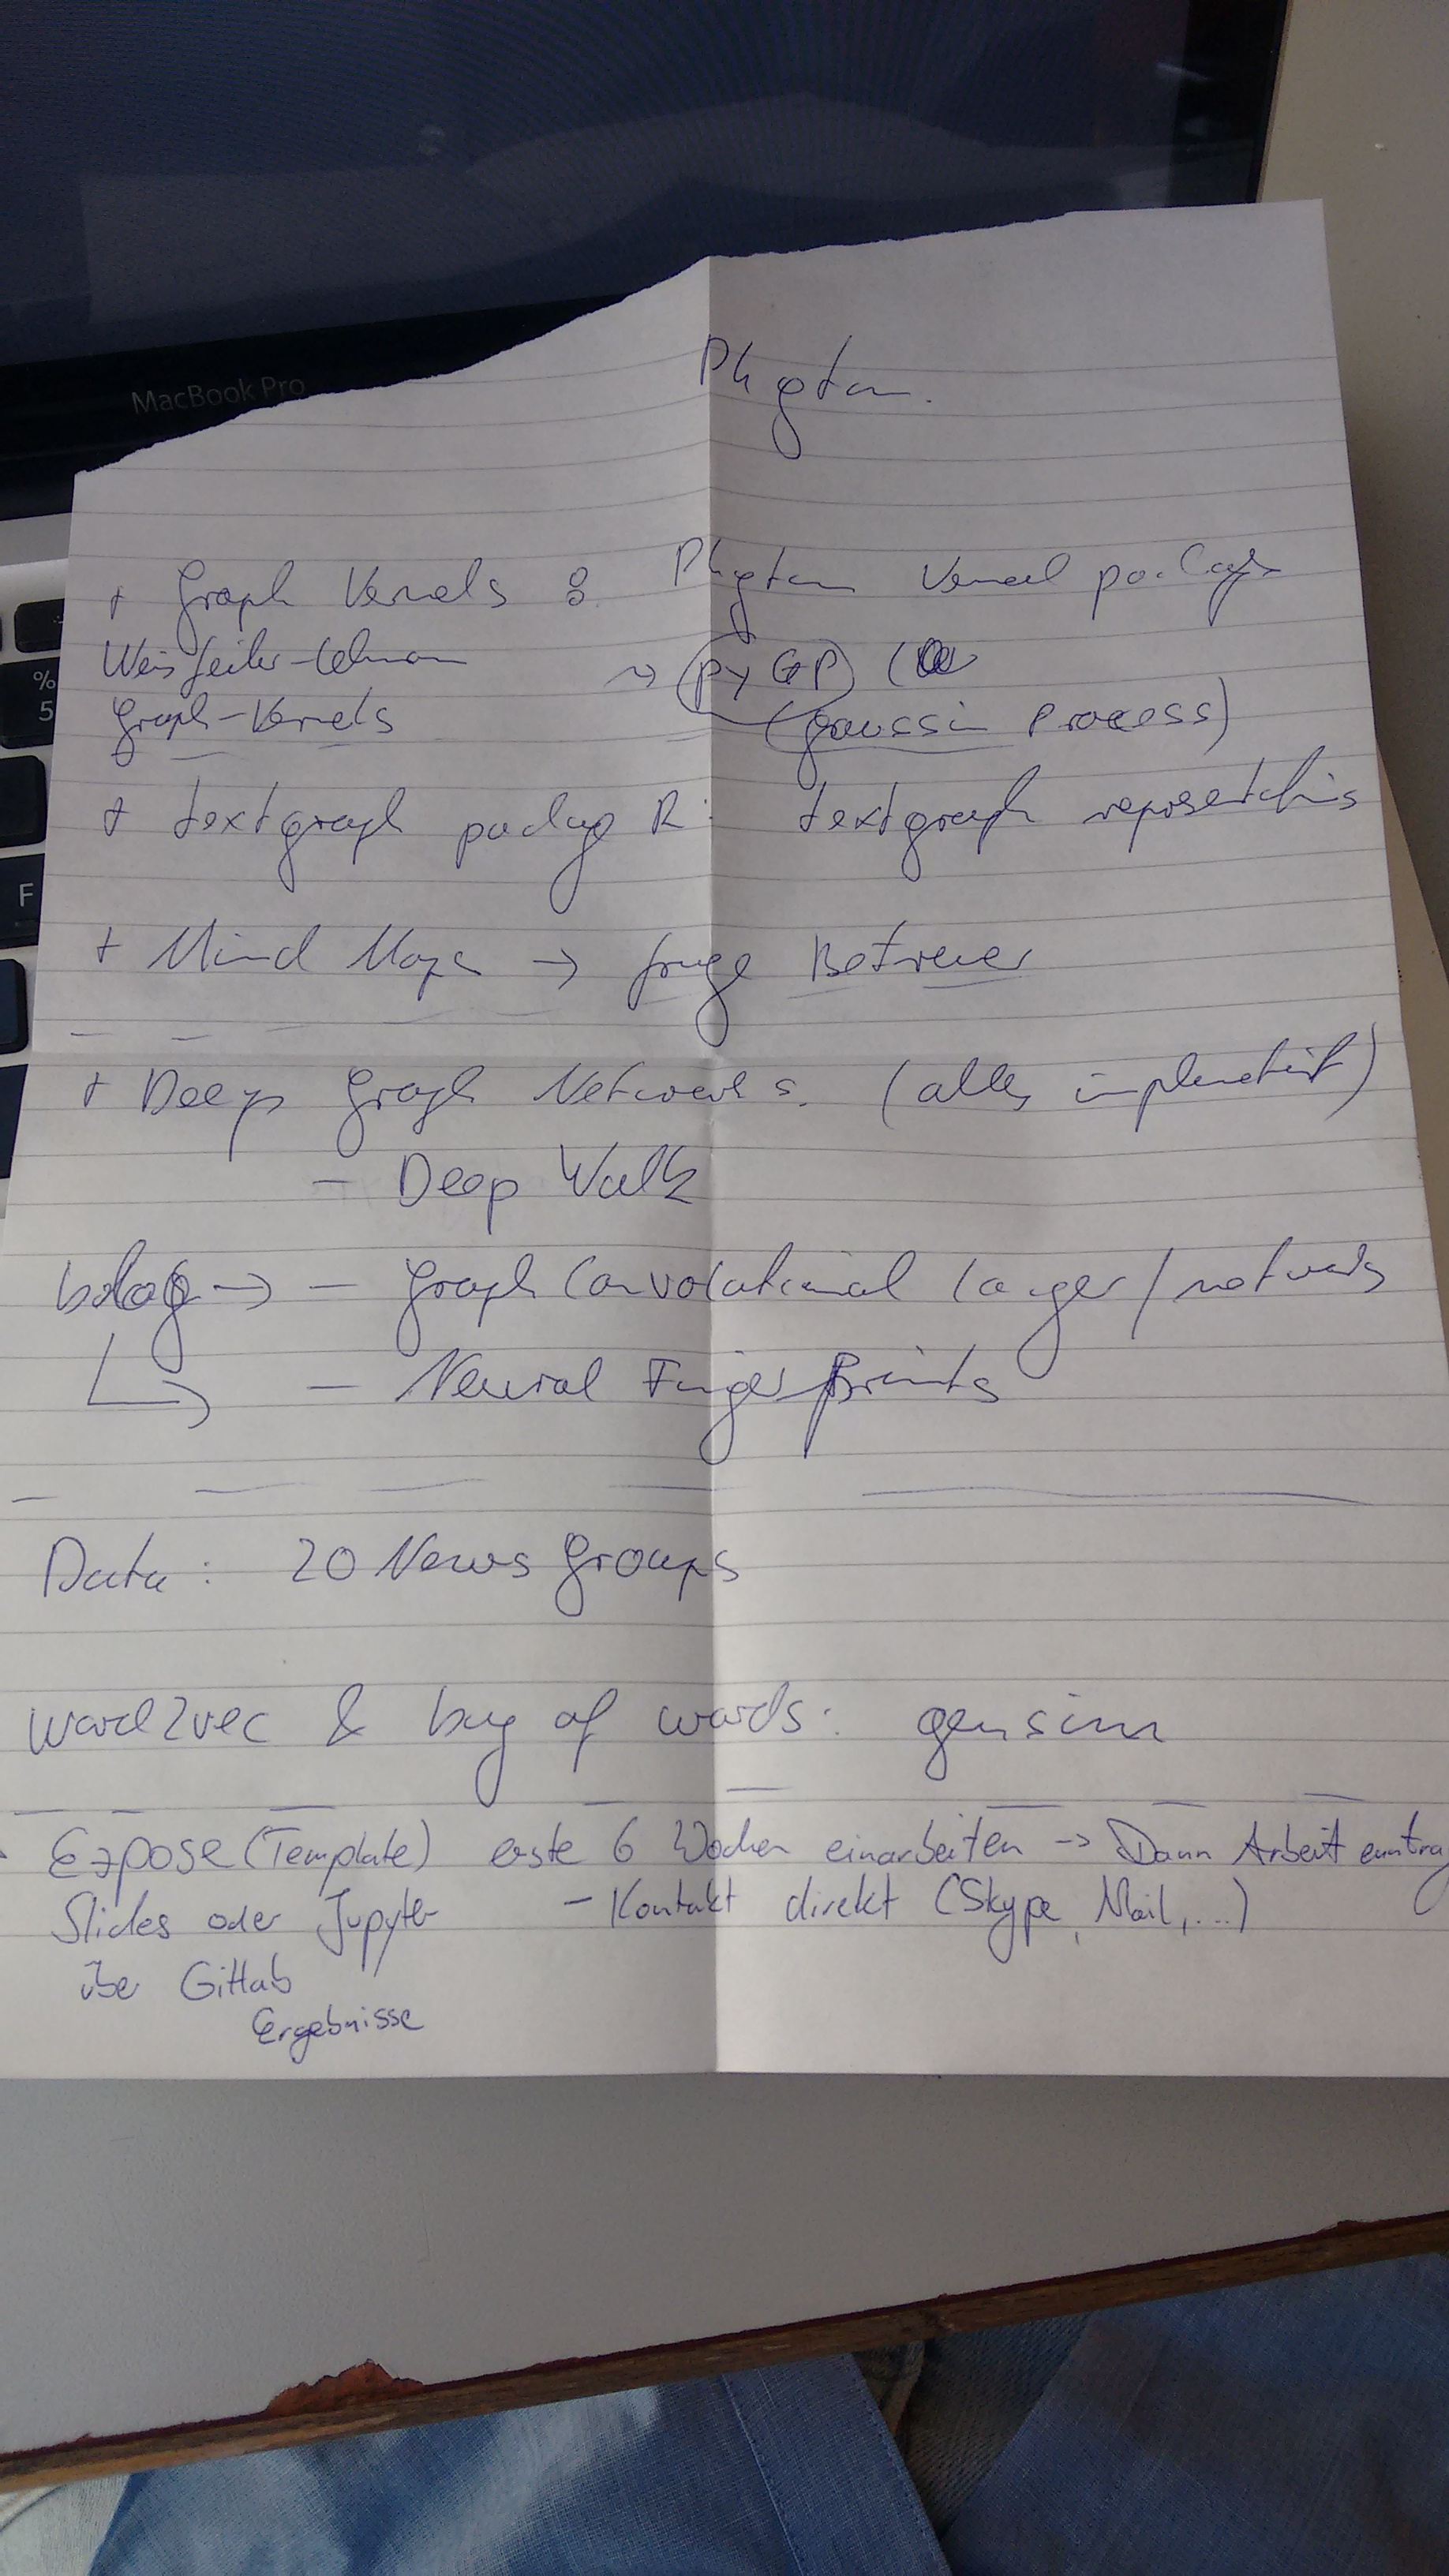 MacBook Pro
Phyton.
+ Graph Kernels : Phyton Kernel package
Weisfeiler-Lehman
Graph-Kernels
→ (pyGP) (
(gaussin Process)
+ textgraph package R: textgraph representations
+ Mind Maps → frage Betreuer
+ Deep Graph Networks. (alles implementiert)
- Deep Walk
→ - Graph Convolutional Layer / networks
- Neural Fingerprints
Data : 20 News Groups
word2vec & bag of words: gensim
Expose (Template) erste 6 Wochen einarbeiten → Dann Arbeit eintrag
Slides oder Jupyter - Kontakt direkt (Skype, Mail,...)
über Gitlab
Ergebnisse
%
5
F